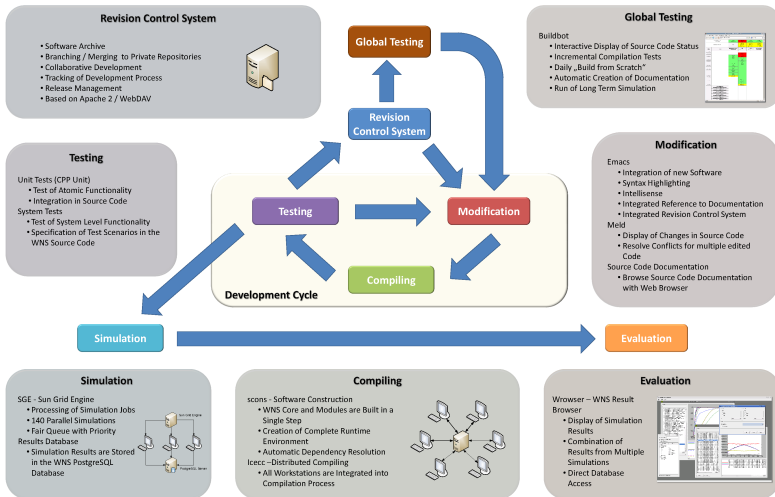 Revision Control System
• Software Archive
• Branching / Merging to Private Repositories
• Collaborative Development
• Tracking of Development Process
• Release Management
• Based on Apache 2 / WebDAV
Global Testing
Buildbot
• Interactive Display of Source Code Status
• Incremental Compilation Tests
• Daily „Build from Scratch“
• Automatic Creation of Documentation
• Run of Long Term Simulation
Global Testing
Revision
Control System
Testing
Unit Tests (CPP Unit)
• Test of Atomic Functionality
• Integration in Source Code
System Tests
• Test of System Level Functionality
• Specification of Test Scenarios in the
WNS Source Code
Testing
Modification
Compiling
Development Cycle
Modification
Emacs
• Integration of new Software
• Syntax Highlighting
• Intellisense
• Integrated Reference to Documentation
• Integrated Revision Control System
Meld
• Display of Changes in Source Code
• Resolve Conflicts for multiple edited
Code
Source Code Documentation
• Browse Source Code Documentation
with Web Browser
Simulation
Evaluation
Simulation
SGE - Sun Grid Engine
• Processing of Simulation Jobs
• 140 Parallel Simulations
• Fair Queue with Priority
Results Database
• Simulation Results are Stored
in the WNS PostgreSQL
Database
Sun Grid Engine
PostgreSQL Server
Compiling
scons - Software Construction
• WNS Core and Modules are Built in a
Single Step
• Creation of Complete Runtime
Environment
• Automatic Dependency Resolution
Icecc –Distributed Compiling
• All Workstations are Integrated into
Compilation Process
Evaluation
Wrowser – WNS Result
Browser
• Display of Simulation
Results
• Combination of
Results from Multiple
Simulations
• Direct Database
Access